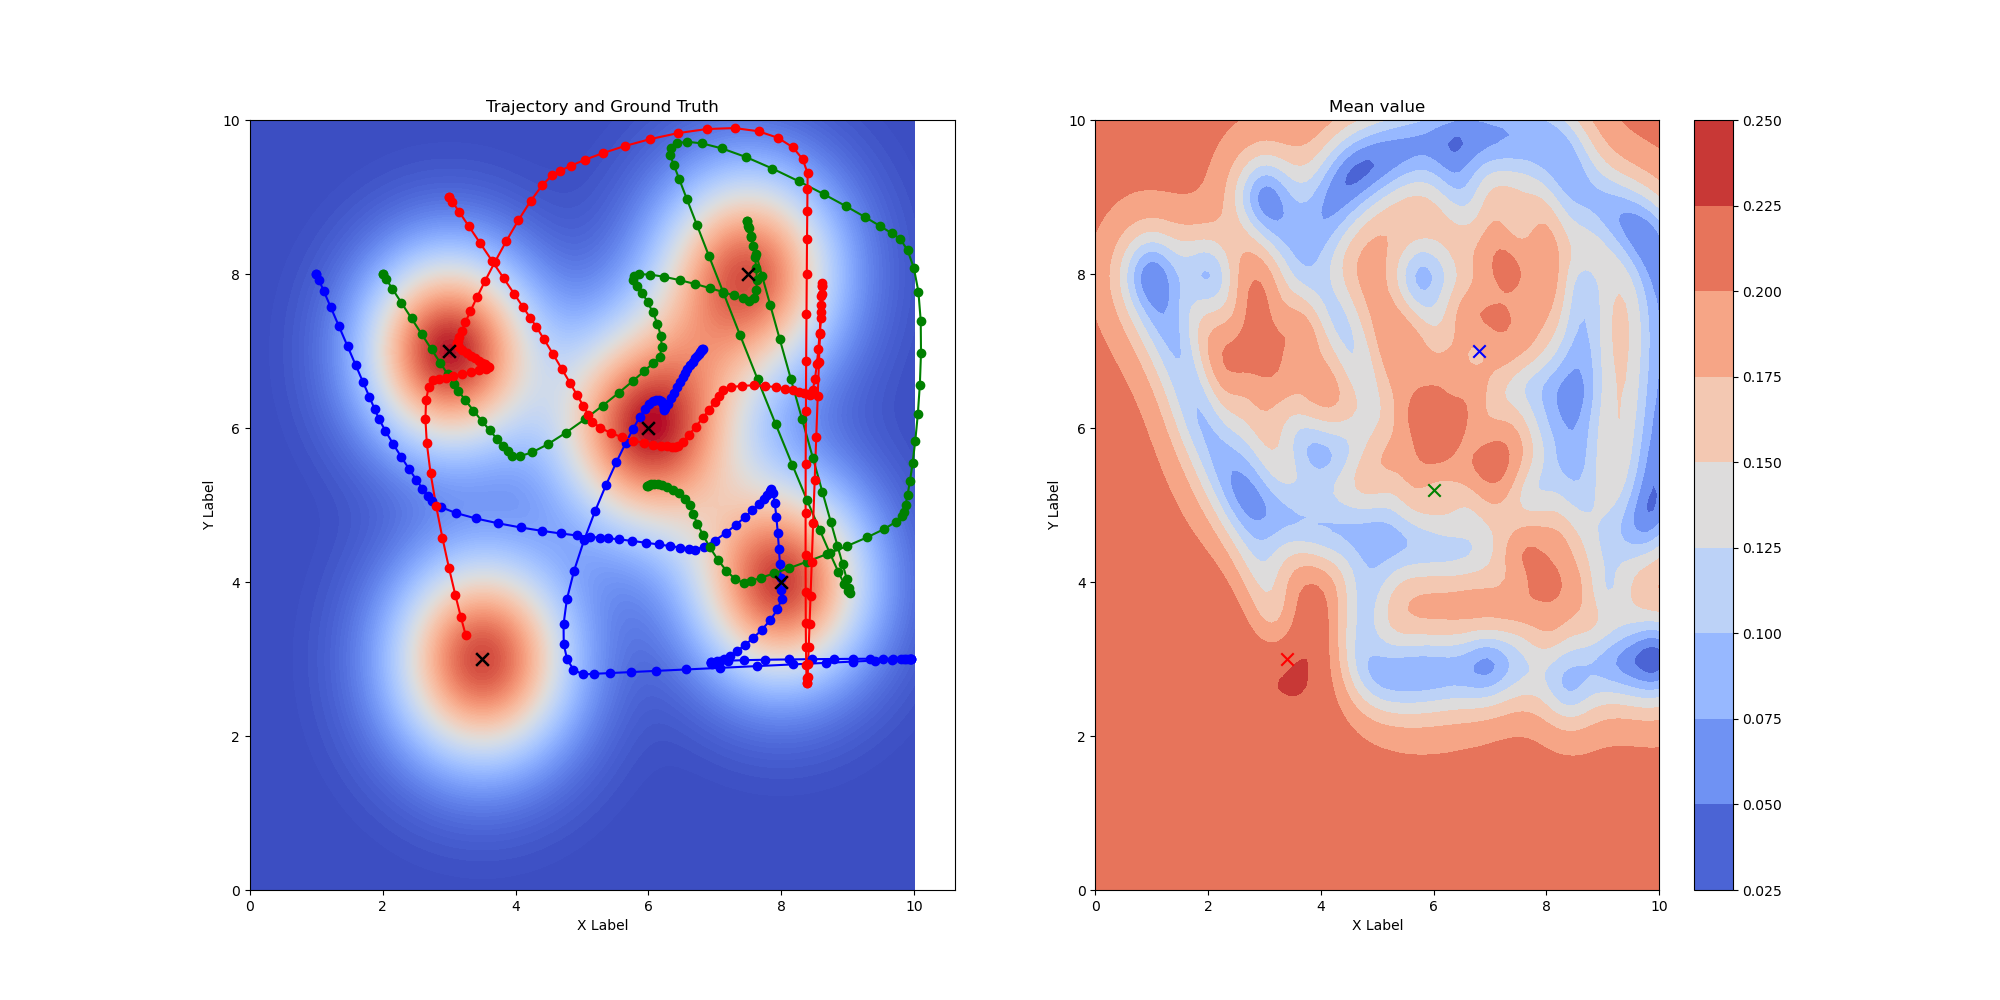 Trajectory and Ground Truth
10
8
6
4
2
0
Y Label
0 2 4 6 8 10
X Label
Mean value
10
8
6
4
2
0
Y Label
0 2 4 6 8 10
X Label
0.250
0.225
0.200
0.175
0.150
0.125
0.100
0.075
0.050
0.025